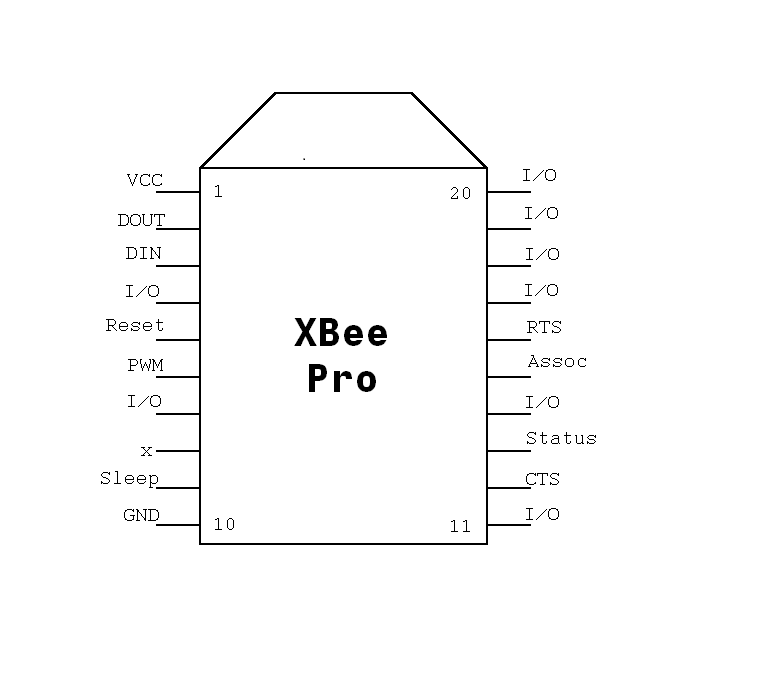 VCC
1
20
I/O
DOUT
I/O
DIN
I/O
I/O
I/O
Reset
RTS
XBee
Pro
PWM
Assoc
I/O
I/O
x
Status
Sleep
CTS
GND
10
11
I/O